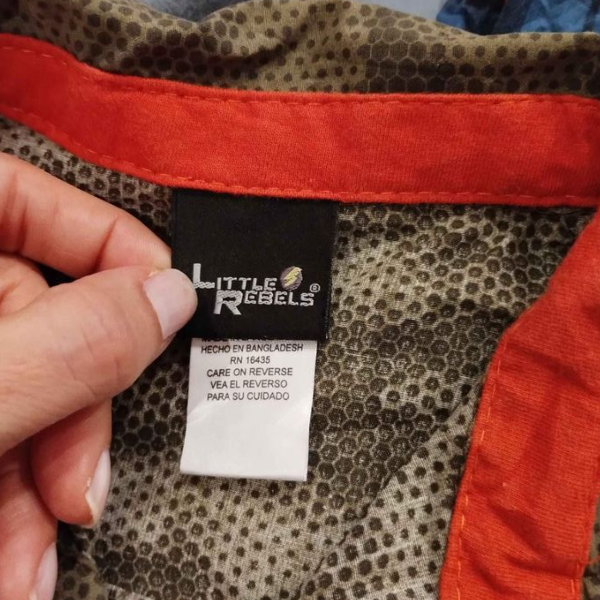 LITTLE
REBELS®
HECHO EN BANGLADESH
RN 16435
CARE ON REVERSE
VEA EL REVERSO
PARA SU CUIDADO